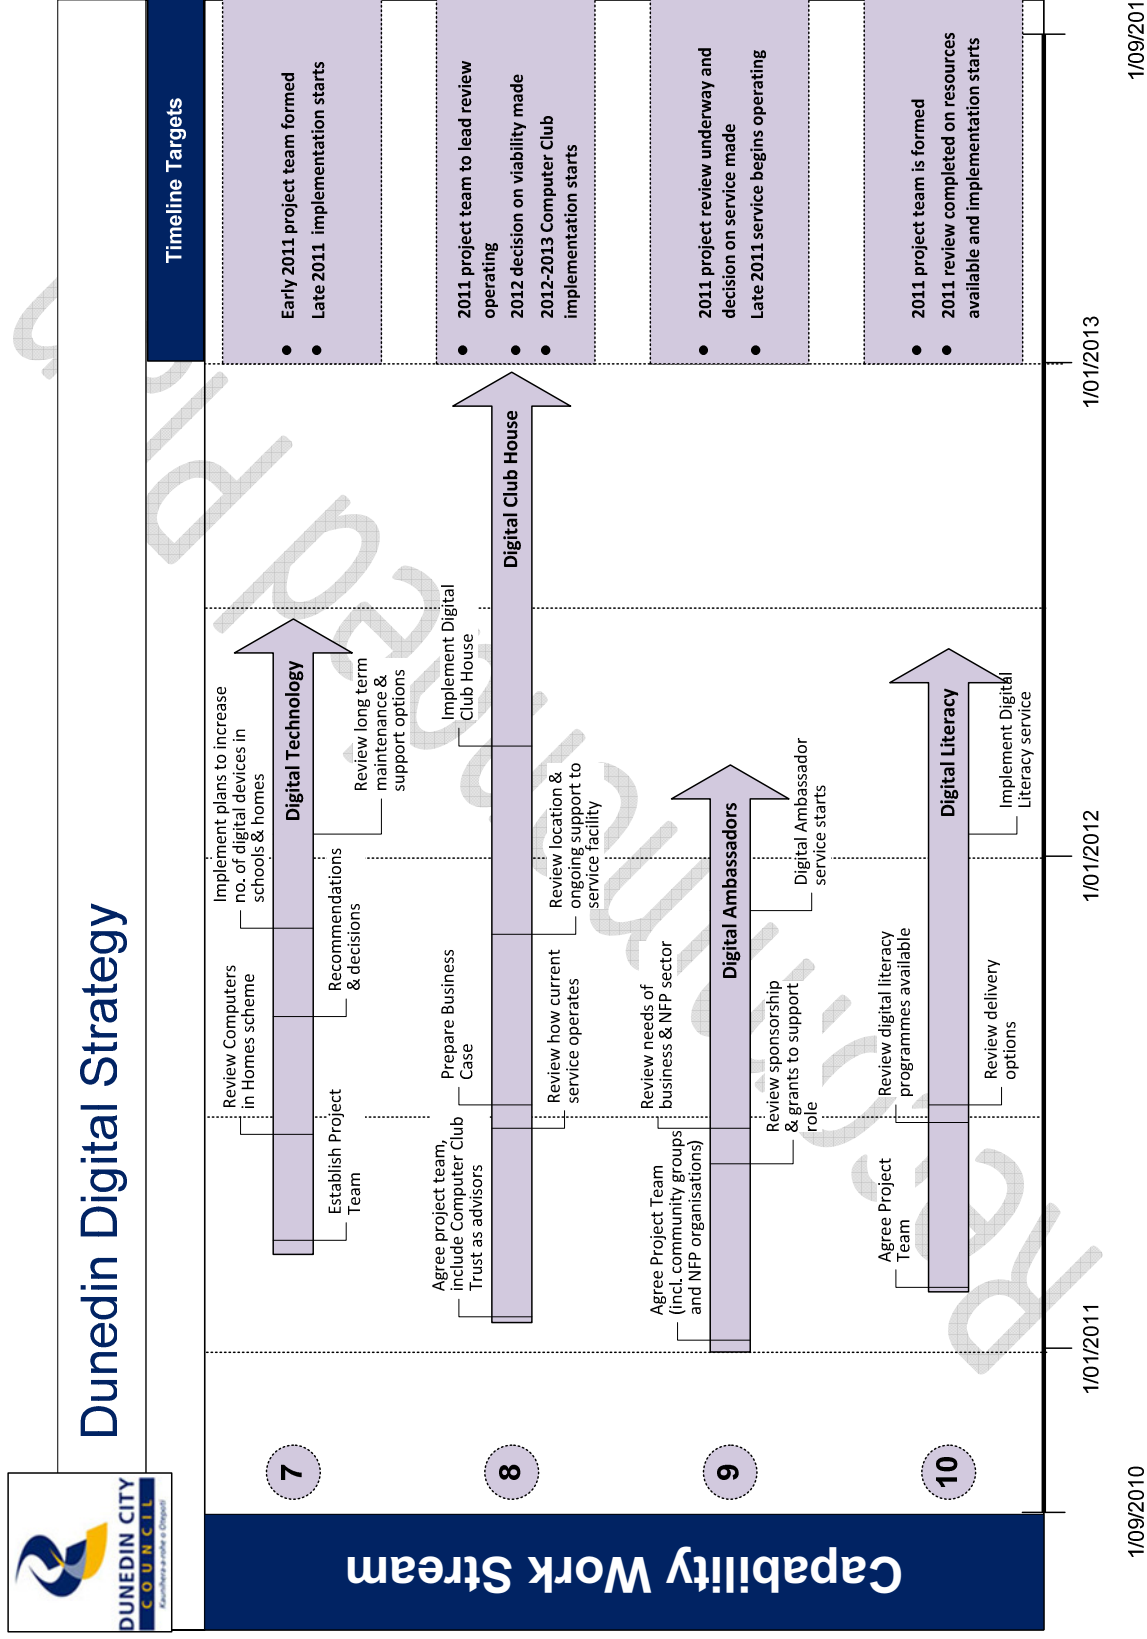 DUNEDIN CITY
COUNCIL
Kaunihera-a-rohe o Otepoti
Dunedin Digital Strategy
Timeline Targets
Capability Work Stream
7
Review Computers
in Homes scheme
Implement plans to increase
no. of digital devices in
schools & homes
Digital Technology
Establish Project
Team
Recommendations
& decisions
Review long term
maintenance &
support options
• Early 2011 project team formed
• Late 2011 implementation starts
8
Agree project team,
include Computer Club
Trust as advisors
Prepare Business
Case
Implement Digital
Club House
Digital Club House
Review how current
service operates
Review location &
ongoing support to
service facility
• 2011 project team to lead review
operating
• 2012 decision on viability made
• 2012-2013 Computer Club
implementation starts
9
Agree Project Team
(incl. community groups
and NFP organisations)
Review needs of
business & NFP sector
Digital Ambassadors
Review sponsorship
& grants to support
role
Digital Ambassador
service starts
• 2011 project review underway and
decision on service made
• Late 2011 service begins operating
10
Agree Project
Team
Review digital literacy
programmes available
Digital Literacy
Review delivery
options
Implement Digital
Literacy service
• 2011 project team is formed
• 2011 review completed on resources
available and implementation starts
1/09/2010
1/01/2011
1/01/2012
1/01/2013
1/09/201
Recommended Plan